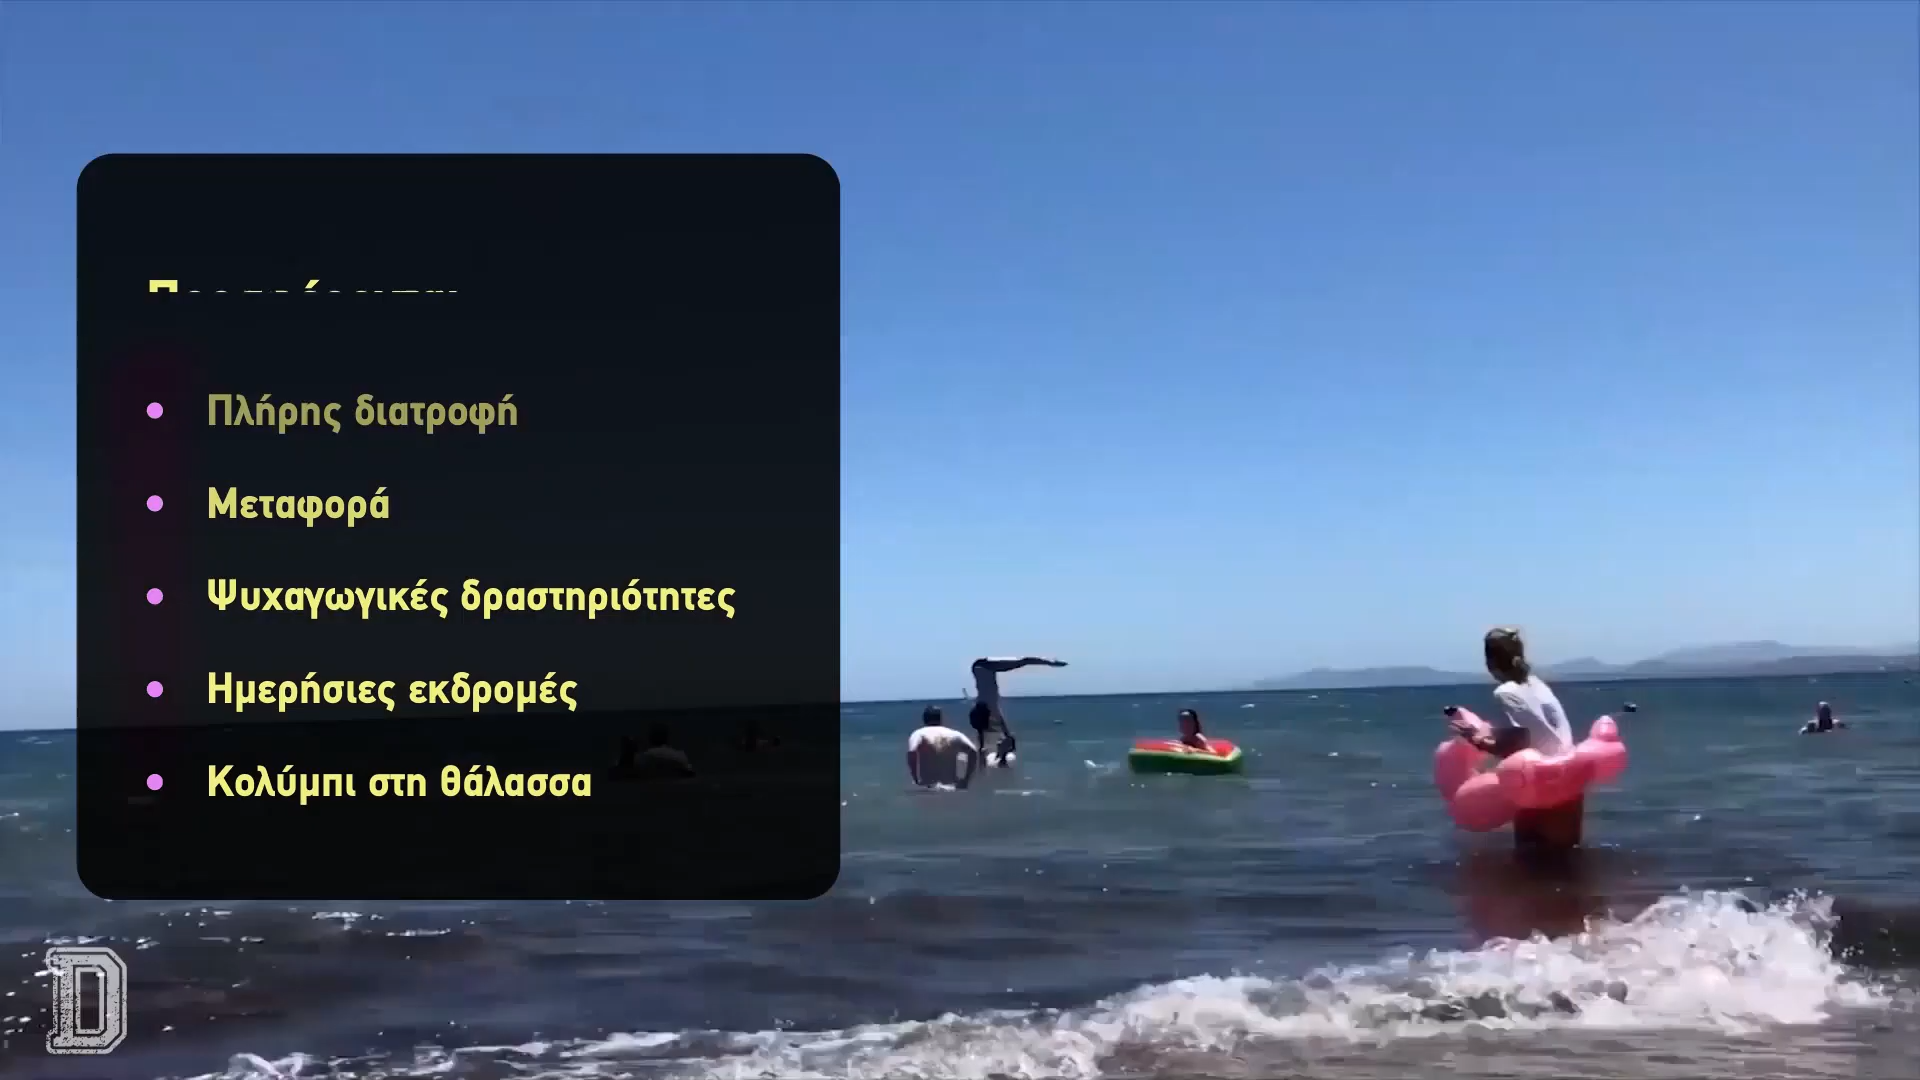 Πλήρης διατροφή
Μεταφορά
Ψυχαγωγικές δραστηριότητες
Ημερήσιες εκδρομές
Κολύμπι στη θάλασσα
D